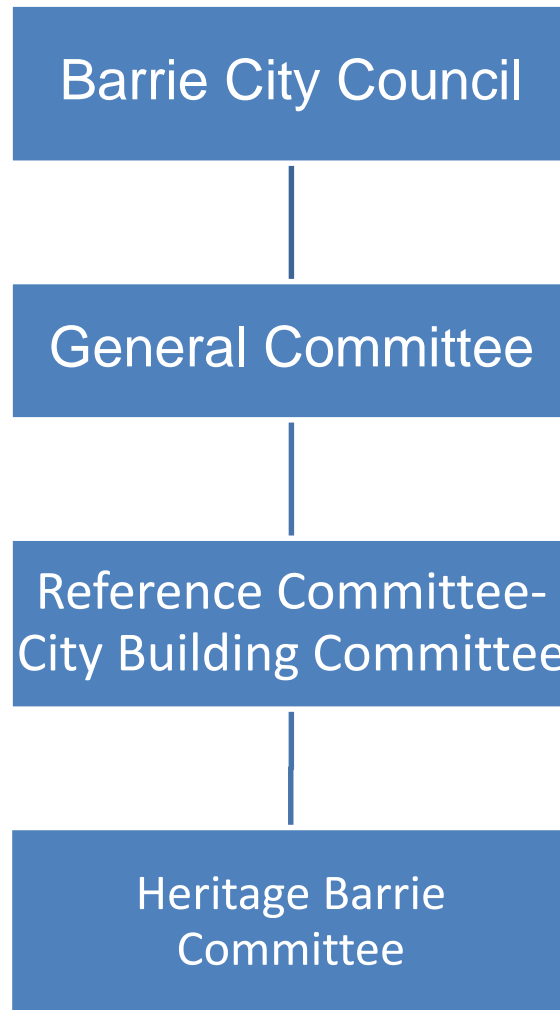 Barrie City Council
General Committee
Reference Committee-
City Building Committee
Heritage Barrie
Committee